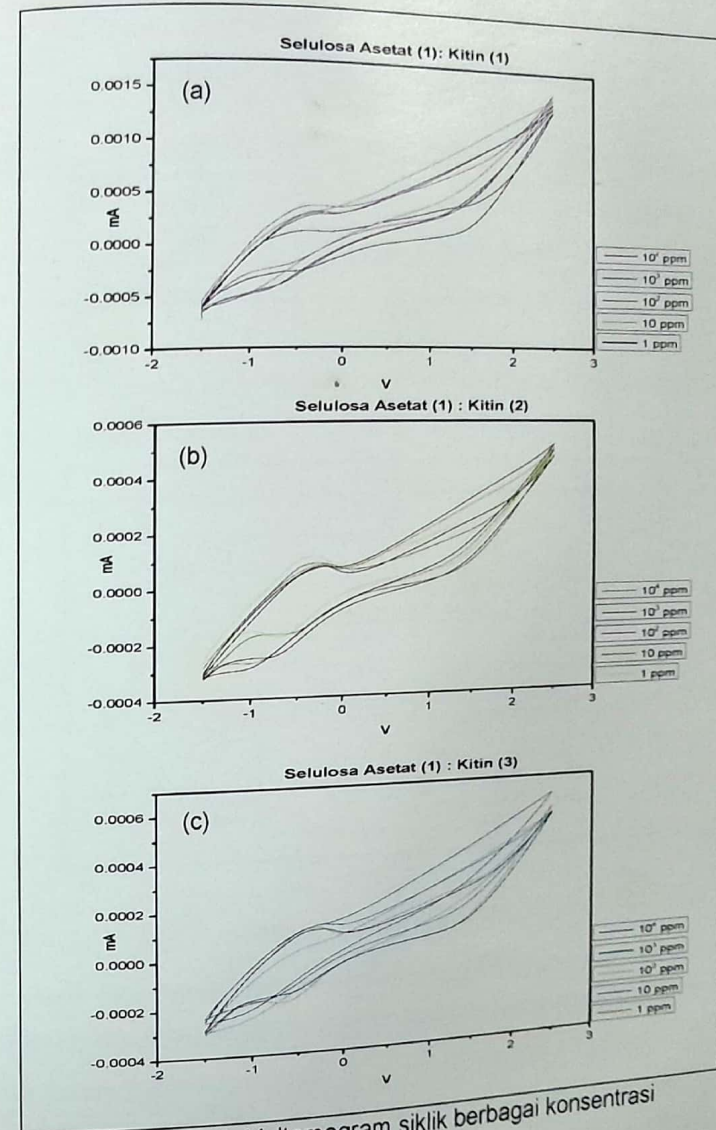 Selulosa Asetat (1): Kitin (1)
(a)
0.0015
0.0010
0.0005
0.0000
-0.0005
-0.0010
mA
-2 -1 0 1 2 3
V
10³ ppm
10² ppm
10 ppm
1 ppm
Selulosa Asetat (1) : Kitin (2)
(b)
0.0006
0.0004
0.0002
0.0000
-0.0002
-0.0004
mA
-2 -1 0 1 2 3
V
10⁴ ppm
10³ ppm
10² ppm
10 ppm
1 ppm
Selulosa Asetat (1) : Kitin (3)
(c)
0.0006
0.0004
0.0002
0.0000
-0.0002
-0.0004
mA
-2 -1 0 1 2 3
V
10⁴ ppm
10³ ppm
10² ppm
10 ppm
1 ppm
siklik berbagai konsentrasi